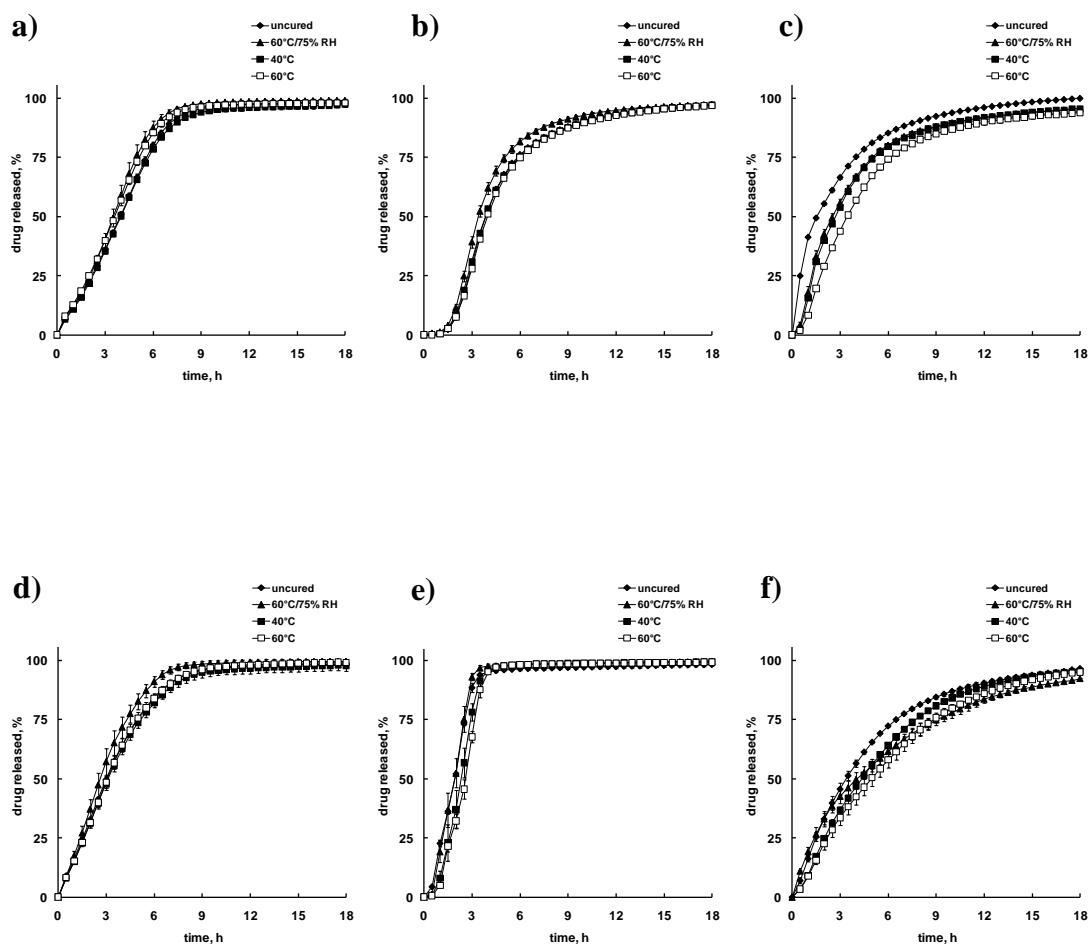 a)
uncured
60°C/75% RH
40°C
60°C
100
75
50
25
0
drug released, %
0 3 6 9 12 15 18
time, h
b)
uncured
60°C/75% RH
40°C
60°C
100
75
50
25
0
drug released, %
0 3 6 9 12 15 18
time, h
c)
uncured
60°C/75% RH
40°C
60°C
100
75
50
25
0
drug released, %
0 3 6 9 12 15 18
time, h
d)
uncured
60°C/75% RH
40°C
60°C
100
75
50
25
0
drug released, %
0 3 6 9 12 15 18
time, h
e)
uncured
60°C/75% RH
40°C
60°C
100
75
50
25
0
drug released, %
0 3 6 9 12 15 18
time, h
f)
uncured
60°C/75% RH
40°C
60°C
100
75
50
25
0
drug released, %
0 3 6 9 12 15 18
time, h